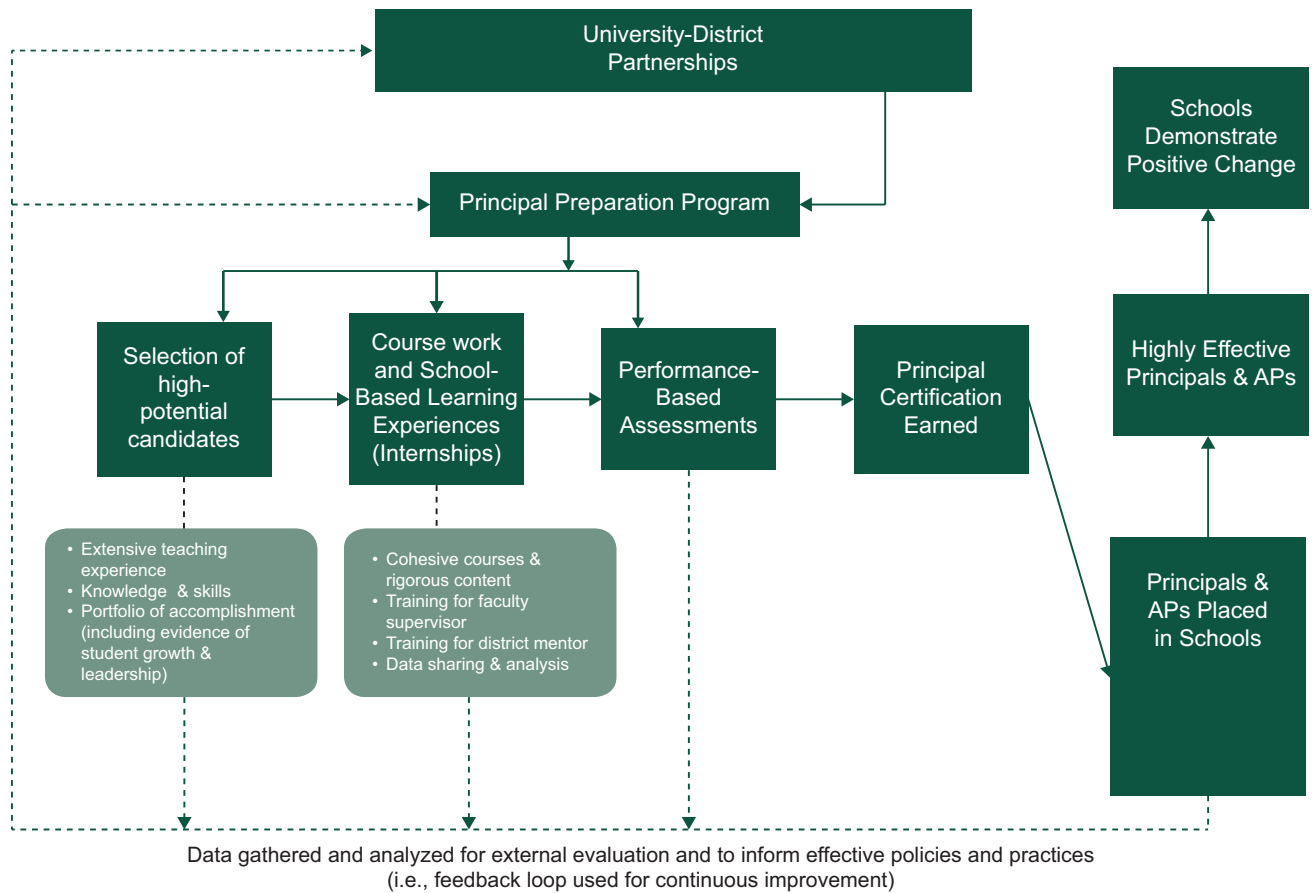 University-District
Partnerships
Schools
Demonstrate
Positive Change
Principal Preparation Program
Selection of
high-
potential
candidates
Course work
and School-
Based Learning
Experiences
(Internships)
Performance-
Based
Assessments
Principal
Certification
Earned
Highly Effective
Principals & APs
• Extensive teaching
experience
• Knowledge & skills
• Portfolio of accomplishment
(including evidence of
student growth &
leadership)
• Cohesive courses &
rigorous content
• Training for faculty
supervisor
• Training for district mentor
• Data sharing & analysis
Principals &
APs Placed
in Schools
Data gathered and analyzed for external evaluation and to inform effective policies and practices
(i.e., feedback loop used for continuous improvement)